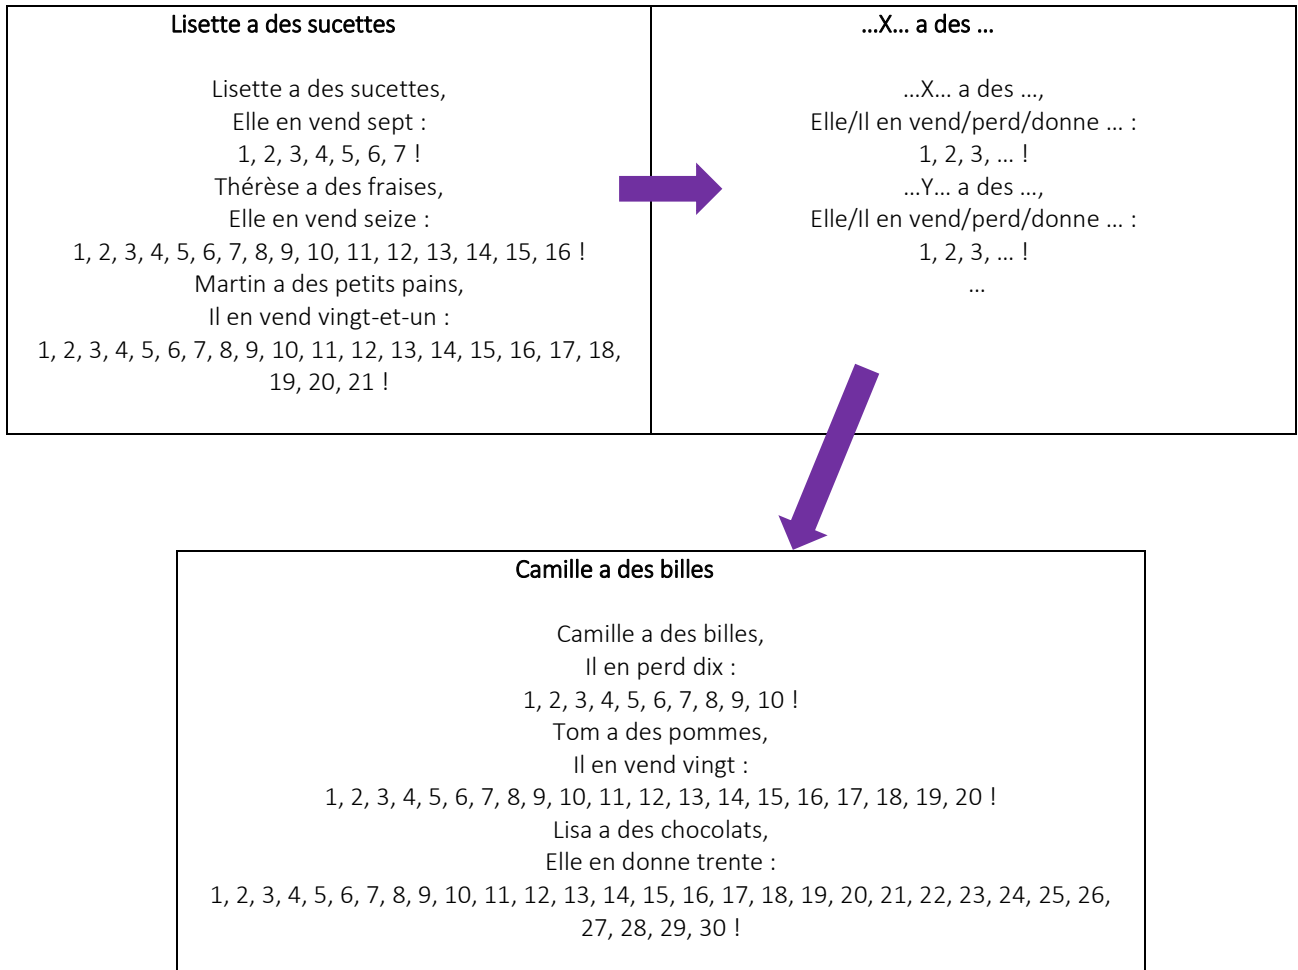 Lisette a des sucettes
Lisette a des sucettes,
Elle en vend sept :
1, 2, 3, 4, 5, 6, 7 !
Thérèse a des fraises,
Elle en vend seize :
1, 2, 3, 4, 5, 6, 7, 8, 9, 10, 11, 12, 13, 14, 15, 16 !
Martin a des petits pains,
Il en vend vingt-et-un :
1, 2, 3, 4, 5, 6, 7, 8, 9, 10, 11, 12, 13, 14, 15, 16, 17, 18,
19, 20, 21 !
...X... a des ...
...X... a des ...,
Elle/Il en vend/perd/donne ... :
1, 2, 3, ... !
...Y... a des ...,
Elle/Il en vend/perd/donne ... :
1, 2, 3, ... !
...
Camille a des billes
Camille a des billes,
Il en perd dix :
1, 2, 3, 4, 5, 6, 7, 8, 9, 10 !
Tom a des pommes,
Il en vend vingt :
1, 2, 3, 4, 5, 6, 7, 8, 9, 10, 11, 12, 13, 14, 15, 16, 17, 18, 19, 20 !
Lisa a des chocolats,
Elle en donne trente :
1, 2, 3, 4, 5, 6, 7, 8, 9, 10, 11, 12, 13, 14, 15, 16, 17, 18, 19, 20, 21, 22, 23, 24, 25, 26,
27, 28, 29, 30 !